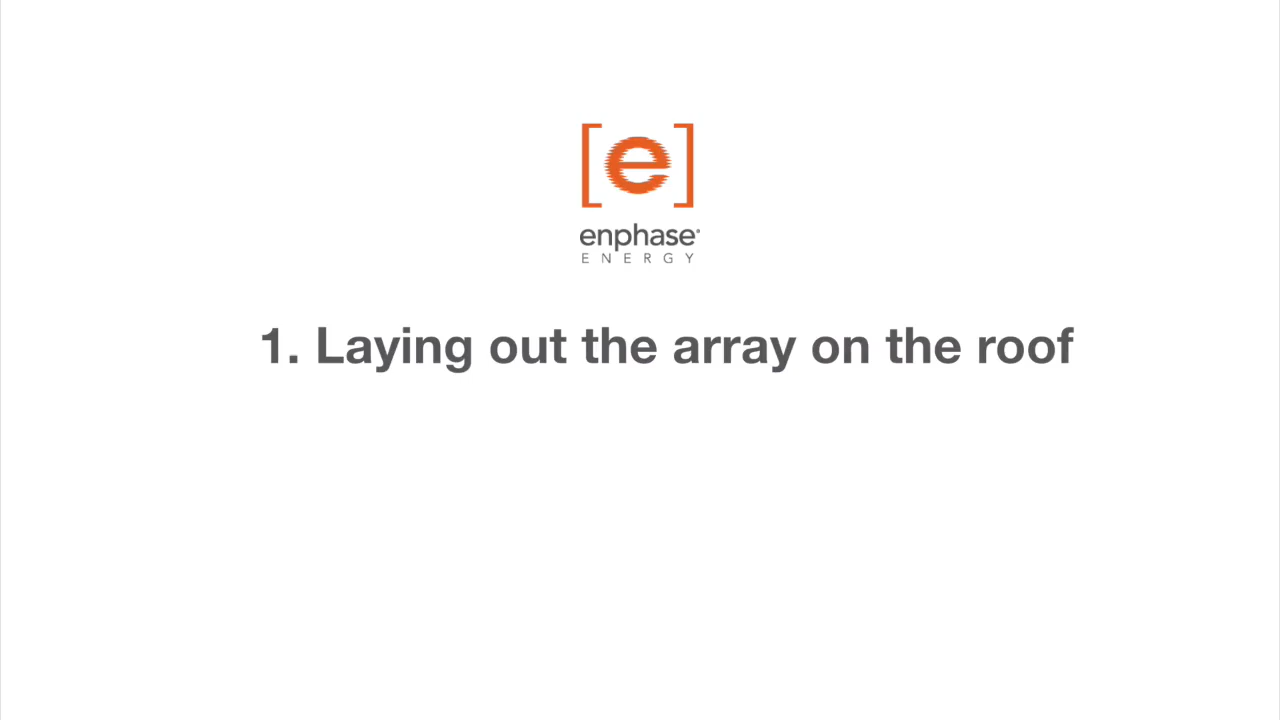 [e]
enphase®
ENERGY
1. Laying out the array on the roof